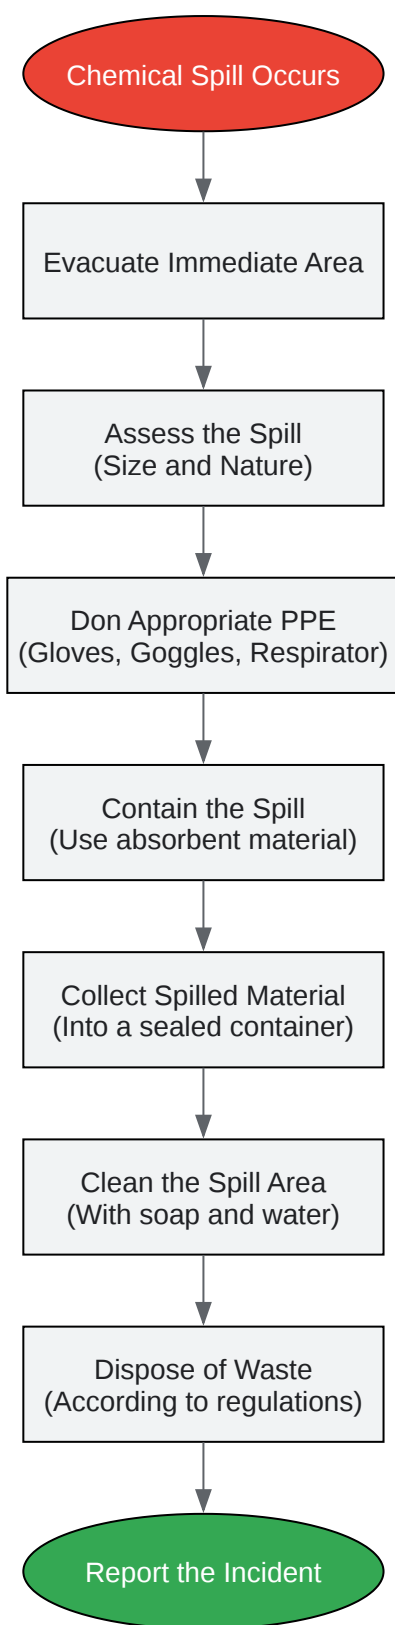 Chemical Spill Occurs
Evacuate Immediate Area
Assess the Spill
(Size and Nature)
Don Appropriate PPE
(Gloves, Goggles, Respirator)
Contain the Spill
(Use absorbent material)
Collect Spilled Material
(Into a sealed container)
Clean the Spill Area
(With soap and water)
Dispose of Waste
(According to regulations)
Report the Incident